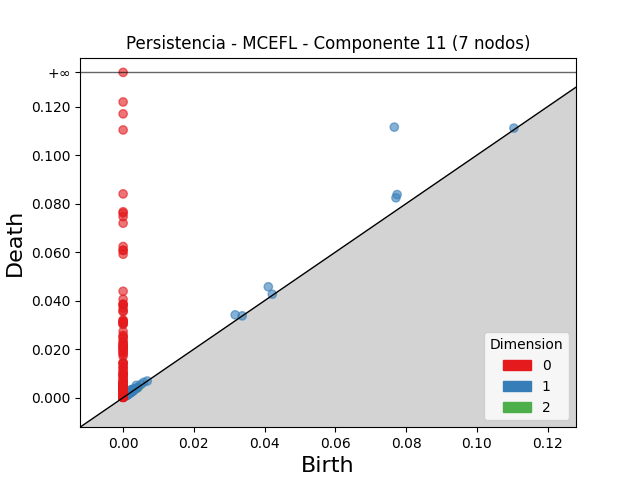 Persistencia - MCEFL - Componente 11 (7 nodos)
+∞
0.120
0.100
0.080
0.060
0.040
0.020
0.000
Death
Dimension
0
1
2
0.00 0.02 0.04 0.06 0.08 0.10 0.12
Birth